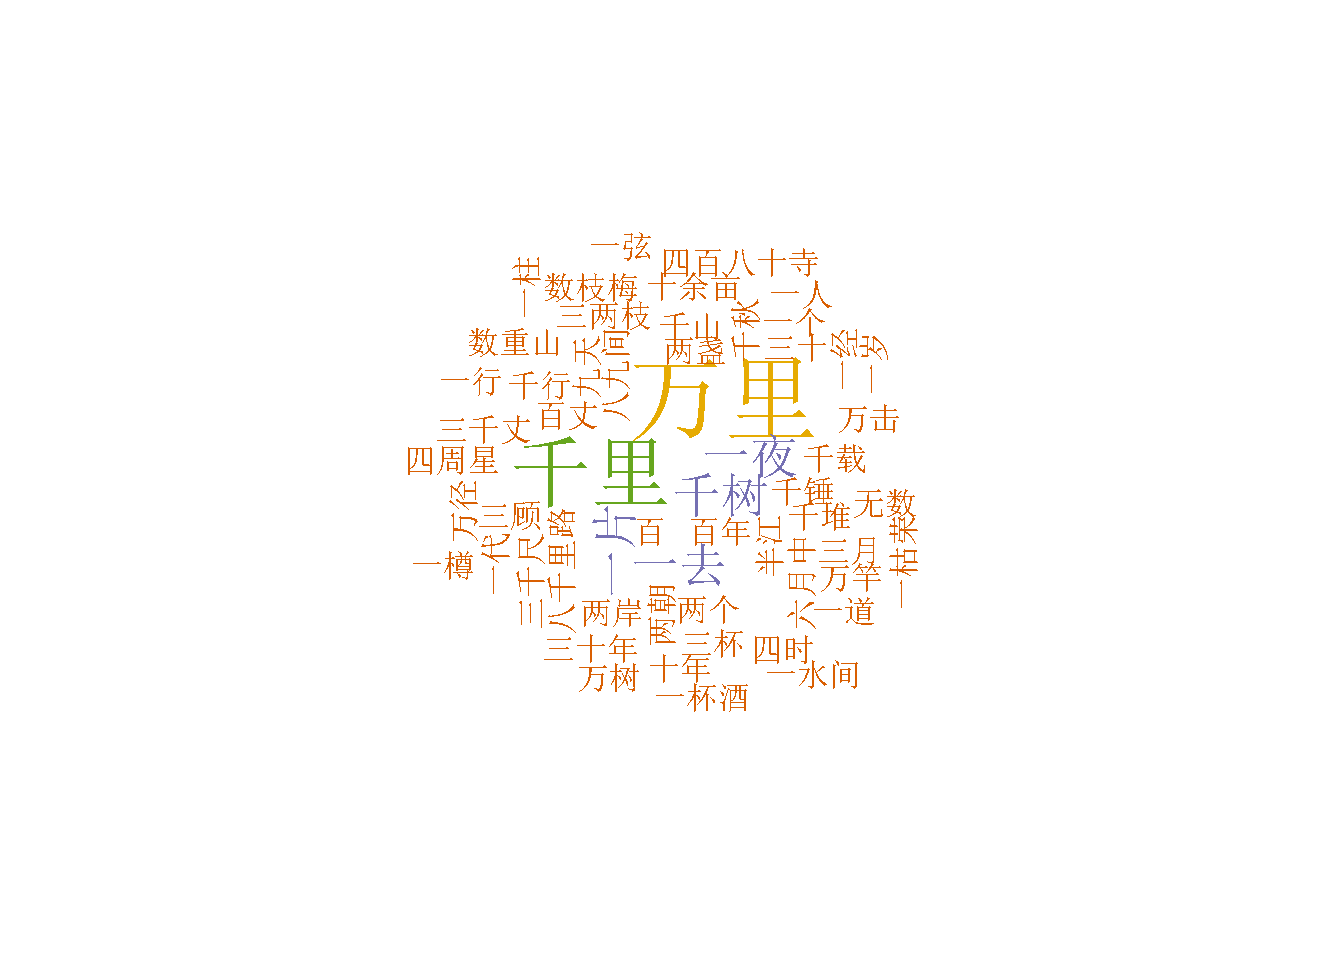 一弦
四百八十寺
一柱
数枝梅
十余亩
一人
三两枝
千山
千秋
一个
数重山
天间
两盏
三十
一经
一岁
一行
千行
九九
八九
万里
三千丈
百丈
万击
四周星
千里
一夜
千载
万径
三顾
千树
千锤
无数
一代
三千尺
八千里路
一片
百
百年
半江
千堆
一枯荣
一樽
一去
六月中
三月
万竿
两岸
两朝
两个
一道
三十年
三杯
四时
万树
十年
一水间
一杯酒